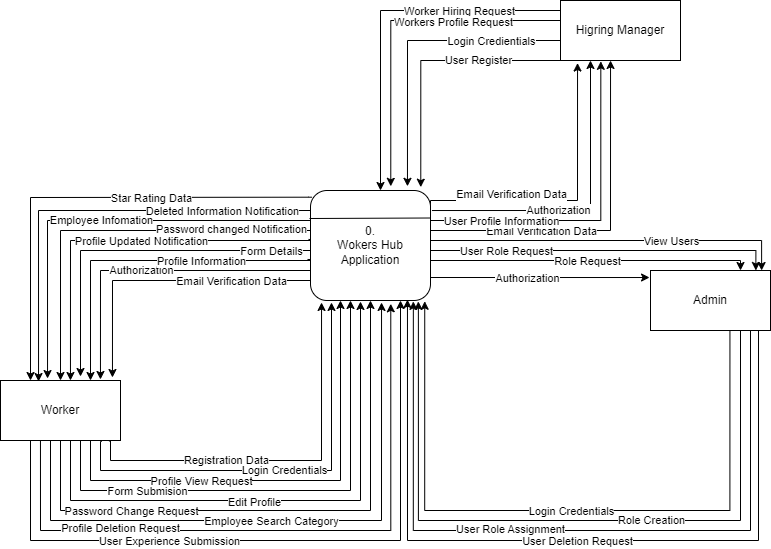 Worker Hiring Request
Workers Profile Request
Higring Manager
Login Credientials
User Register
Star Rating Data
Email Verification Data
Deleted Information Notification
Authorization
Employee Infomation
User Profile Information
Password changed Notification
0.
Email Verification Data
Profile Updated Notification
Wokers Hub
View Users
Form Details
User Role Request
Profile Information
Application
Role Request
Authorization
Authorization
Email Verification Data
Admin
Worker
Registration Data
Login Credentials
Profile View Request
Form Submision
Edit Profile
Password Change Request
Login Credentials
Employee Search Category
Role Creation
Profile Deletion Request
User Role Assignment
User Experience Submission
User Deletion Request